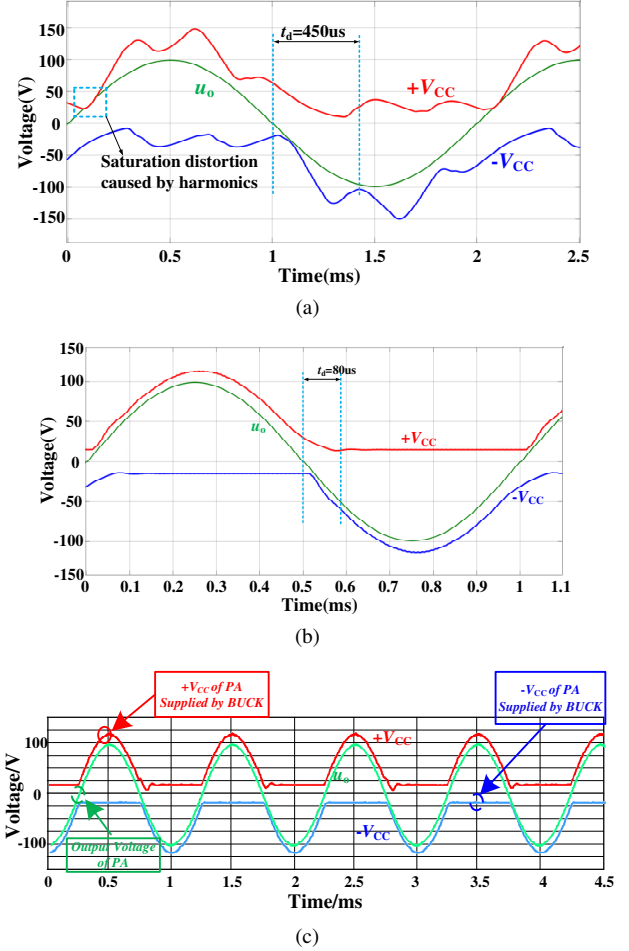 150
100
50
0
-50
-100
-150
Voltage(V)
t_d=450us
u_o
+V_CC
-V_CC
Saturation distortion
caused by harmonics
0 0.5 1 1.5 2 2.5
Time(ms)
(a)
150
100
50
0
-50
-100
-150
Voltage(V)
t_d=80us
u_o
+V_CC
-V_CC
0 0.1 0.2 0.3 0.4 0.5 0.6 0.7 0.8 0.9 1 1.1
Time(ms)
(b)
+V_CC of PA
Supplied by BUCK
-V_CC of PA
Supplied by BUCK
100
0
-100
Voltage/V
+V_CC
u_o
-V_CC
Output Voltage
of PA
0 0.5 1 1.5 2 2.5 3 3.5 4 4.5
Time/ms
(c)